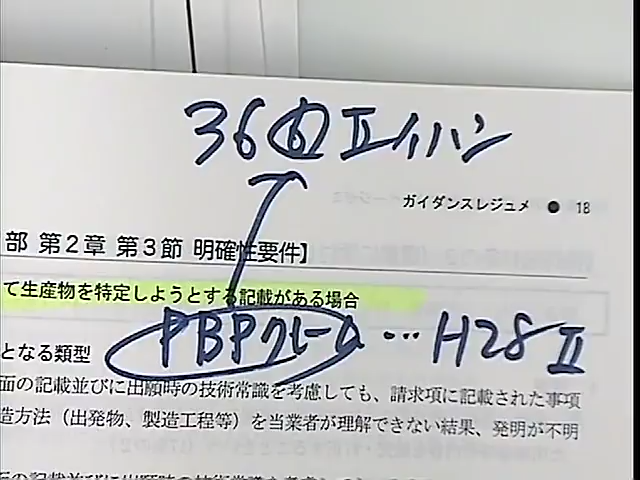 36⑥Ⅱイハン
ガイダンスレジュメ ● 18
部 第2章 第3節 明確性要件】
て生産物を特定しようとする記載がある場合
PBPクレーム…H28Ⅱ
となる類型
面の記載並びに出願時の技術常識を考慮しても、請求項に記載された事項
造方法（出発物、製造工程等）を当業者が理解できない結果、発明が不明